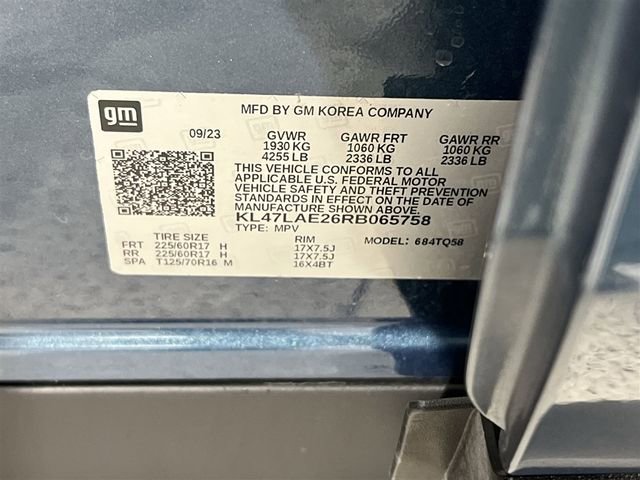 gm
MFD BY GM KOREA COMPANY
09/23 GVWR GAWR FRT GAWR RR
1930 KG 1060 KG 1060 KG
4255 LB 2336 LB 2336 LB
THIS VEHICLE CONFORMS TO ALL
APPLICABLE U.S. FEDERAL MOTOR
VEHICLE SAFETY AND THEFT PREVENTION
STANDARDS IN EFFECT ON THE DATE OF
MANUFACTURE SHOWN ABOVE.
KL47LAE26RB065758
TYPE: MPV
TIRE SIZE RIM MODEL: 684TQ58
FRT 225/60R17 H 17X7.5J
RR 225/60R17 H 17X7.5J
SPA T125/70R16 M 16X4BT